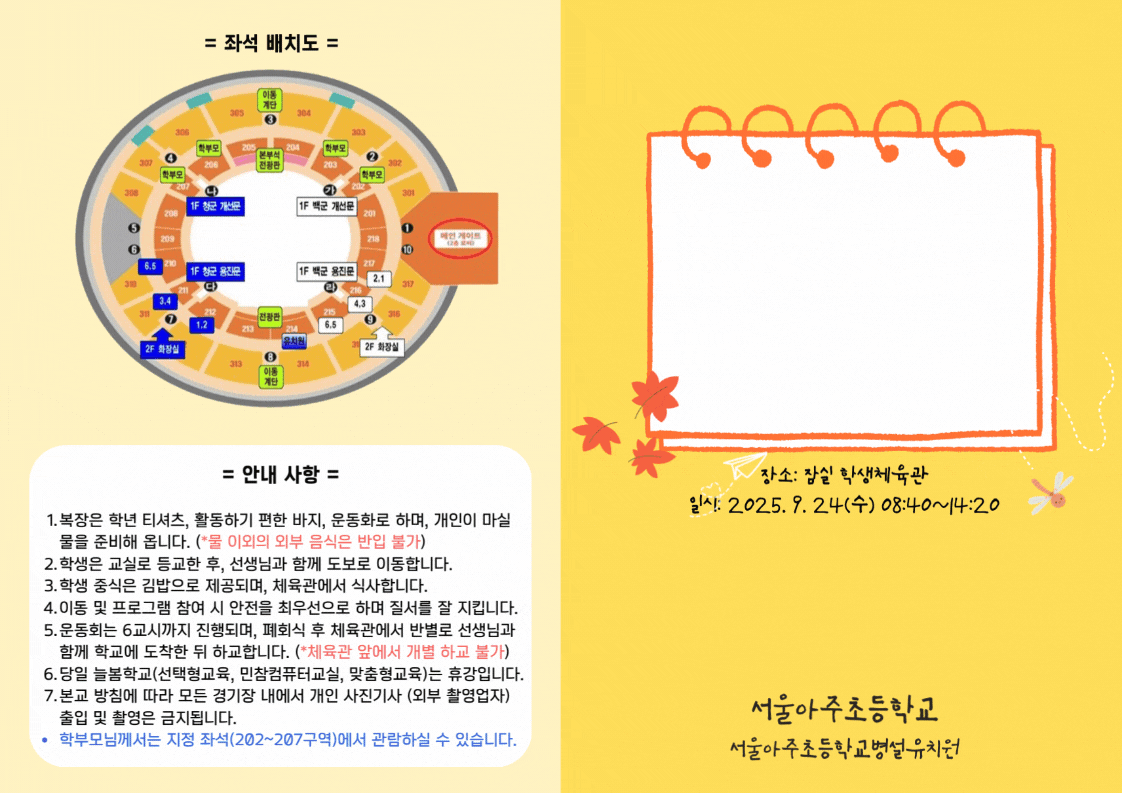 = 좌석 배치도 =
이동
계단
❸
305
304
306
303
307
302
308
301
학부모
205
204
학부모
본부석
전광판
❹
206
203
❷
학부모
207
202
학부모
나
가
1F 청군 개선문
1F 백군 개선문
208
201
❺
209
218
❶
메인 게이트
(2층 로비)
❻
❿
6.5
210
217
1F 청군 응진문
1F 백군 응진문
2.1
310
317
다
라
211
216
3.4
4.3
311
❼
212
215
❾
316
1.2
전광판
6.5
213
214
유치원
2F 화장실
2F 화장실
❽
313
314
이동
계단
= 안내 사항 =
1. 복장은 학년 티셔츠, 활동하기 편한 바지, 운동화로 하며, 개인이 마실
물을 준비해 옵니다. (*물 이외의 외부 음식은 반입 불가)
2. 학생은 교실로 등교한 후, 선생님과 함께 도보로 이동합니다.
3. 학생 중식은 김밥으로 제공되며, 체육관에서 식사합니다.
4. 이동 및 프로그램 참여 시 안전을 최우선으로 하며 질서를 잘 지킵니다.
5. 운동회는 6교시까지 진행되며, 폐회식 후 체육관에서 반별로 선생님과
함께 학교에 도착한 뒤 하교합니다. (*체육관 앞에서 개별 하교 불가)
6. 당일 늘봄학교(선택형교육, 민참컴퓨터교실, 맞춤형교육)는 휴강입니다.
7. 본교 방침에 따라 모든 경기장 내에서 개인 사진기사 (외부 촬영업자)
출입 및 촬영은 금지됩니다.
• 학부모님께서는 지정 좌석(202~207구역)에서 관람하실 수 있습니다.
장소: 잠실 학생체육관
일시: 2025. 9. 24(수) 08:40~14:20
서울아주초등학교
서울아주초등학교병설유치원